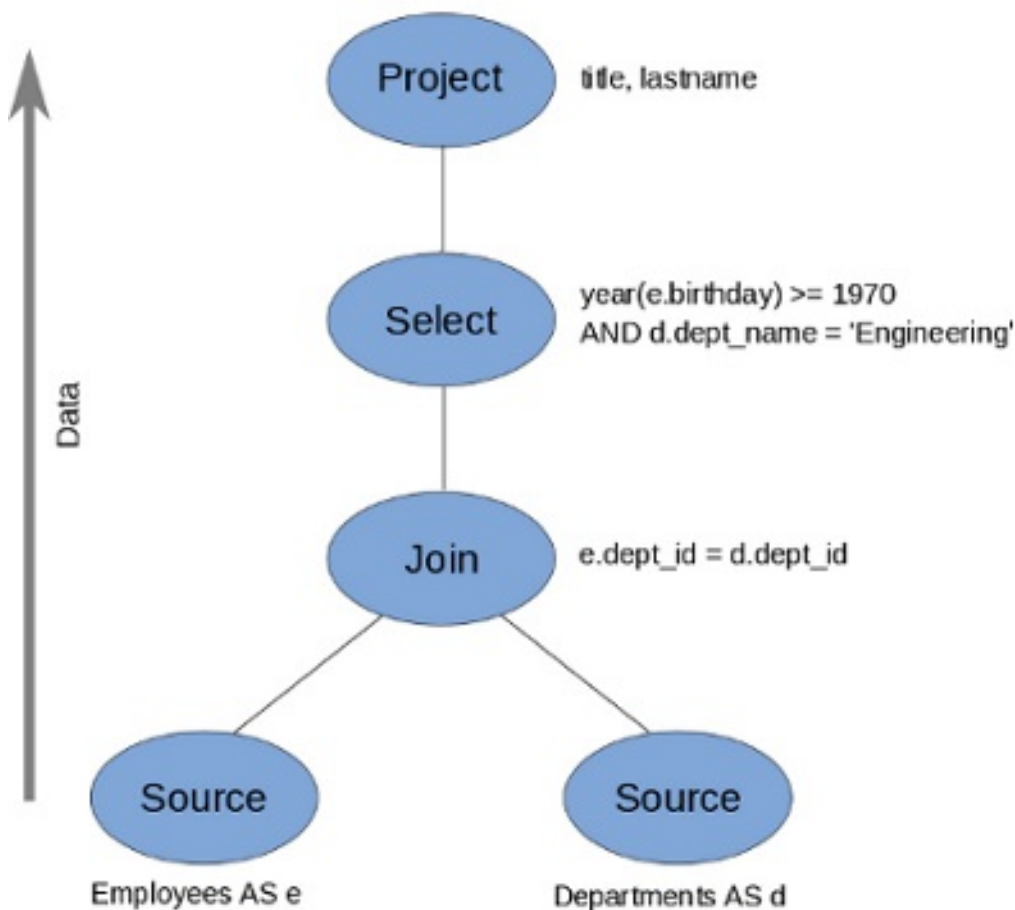 Project
title, lastname
Select
year(e.birthday) >= 1970
AND d.dept_name = 'Engineering'
Data
Join
e.dept_id = d.dept_id
Source
Source
Employees AS e
Departments AS d